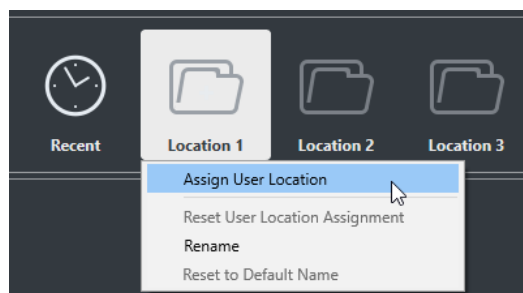 Recent Location 1 Location 2 Location 3
Assign User Location
Reset User Location Assignment
Rename
Reset to Default Name